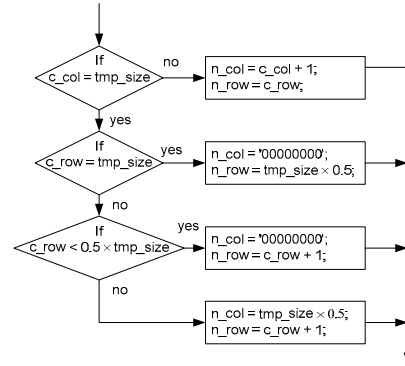 If
c_col = tmp_size
no
n_col = c_col + 1;
n_row = c_row;
yes
If
c_row = tmp_size
yes
n_col = '00000000';
n_row = tmp_size × 0.5;
no
If
c_row < 0.5 × tmp_size
yes
n_col = '00000000';
n_row = c_row + 1;
no
n_col = tmp_size × 0.5;
n_row = c_row + 1;